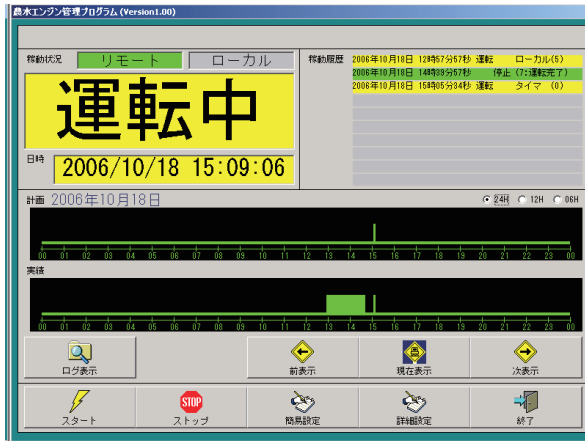 農水エンジン管理プログラム (Version1.00)
稼動状況 リモート ローカル
運転中
日時 2006/10/18 15:09:06
稼動履歴 2006年10月18日 12時57分57秒 運転 ローカル(5)
2006年10月18日 14時39分57秒 停止 (7:運転完了)
2006年10月18日 15時05分34秒 運転 タイマ (0)
計画 2006年10月18日 24H 12H 06H
00 01 02 03 04 05 06 07 08 09 10 11 12 13 14 15 16 17 18 19 20 21 22 23 00
実績
00 01 02 03 04 05 06 07 08 09 10 11 12 13 14 15 16 17 18 19 20 21 22 23 00
ログ表示 前表示 現在表示 次表示
STOP
スタート ストップ 簡易設定 詳細設定 終了